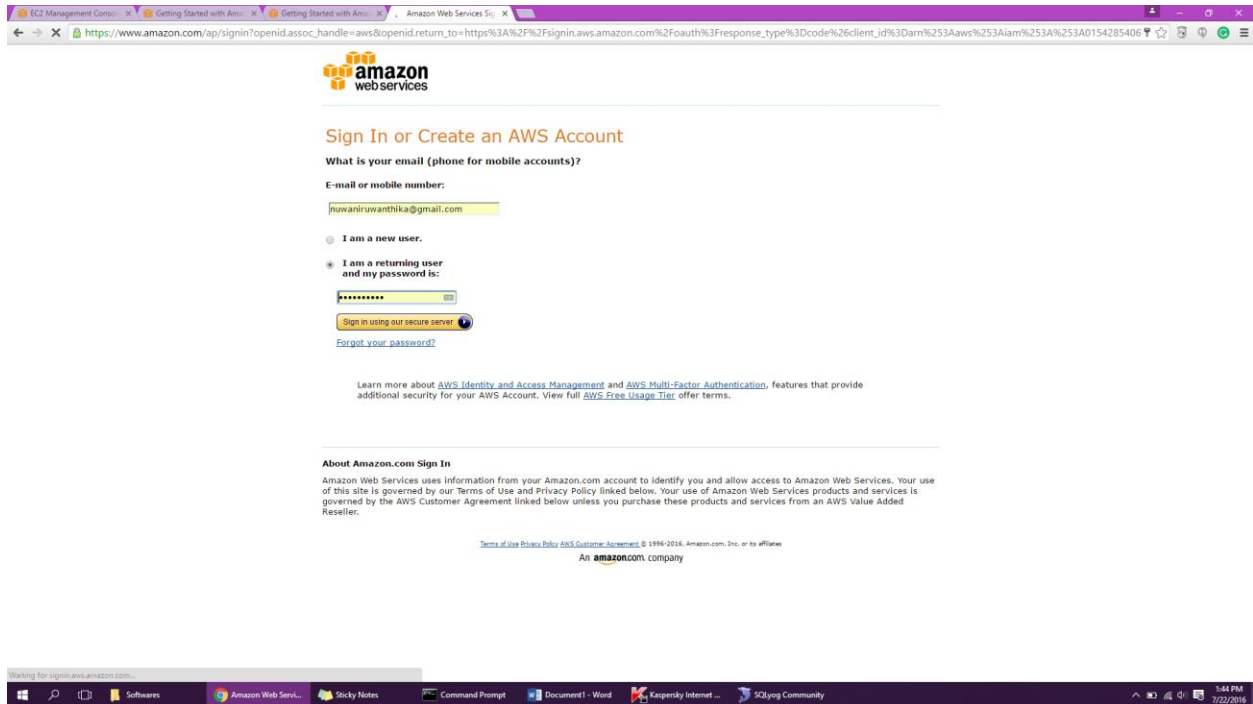 EC2 Management Consol
Getting Started with Ama
Getting Started with Ama
Amazon Web Services Sig
https://www.amazon.com/ap/signin?openid.assoc_handle=aws&openid.return_to=https%3A%2F%2Fsignin.aws.amazon.com%2Foauth%3Fresponse_type%3Dcode%26client_id%3Darn%253Aaws%253Aiam%253A%253A0154285406
amazon
webservices
Sign In or Create an AWS Account
What is your email (phone for mobile accounts)?
E-mail or mobile number:
nuwaniruwanthika@gmail.com
I am a new user.
I am a returning user
and my password is:
••••••••••
Sign in using our secure server
Forgot your password?
Learn more about AWS Identity and Access Management and AWS Multi-Factor Authentication, features that provide
additional security for your AWS Account. View full AWS Free Usage Tier offer terms.
About Amazon.com Sign In
Amazon Web Services uses information from your Amazon.com account to identify you and allow access to Amazon Web Services. Your use
of this site is governed by our Terms of Use and Privacy Policy linked below. Your use of Amazon Web Services products and services is
governed by the AWS Customer Agreement linked below unless you purchase these products and services from an AWS Value Added
Reseller.
Terms of Use Privacy Policy AWS Customer Agreement © 1996-2016, Amazon.com, Inc. or its affiliates
An amazon.com company
Waiting for signin.aws.amazon.com...
Softwares
Amazon Web Servi...
Sticky Notes
Command Prompt
Document1 - Word
Kaspersky Internet ...
SQLyog Community
1:44 PM
7/22/2016